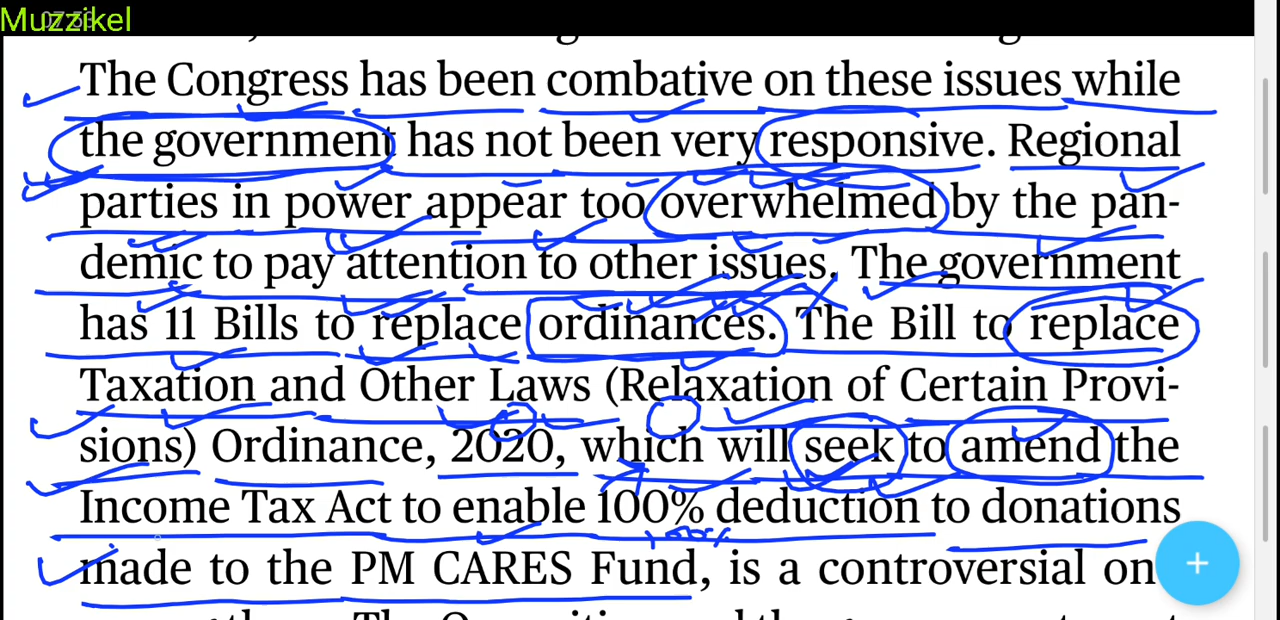 Muzzikel
The Congress has been combative on these issues while
the government has not been very responsive. Regional
parties in power appear too overwhelmed by the pan-
demic to pay attention to other issues. The government
has 11 Bills to replace ordinances. The Bill to replace
Taxation and Other Laws (Relaxation of Certain Provi-
sions) Ordinance, 2020, which will seek to amend the
Income Tax Act to enable 100% deduction to donations
100%
made to the PM CARES Fund, is a controversial